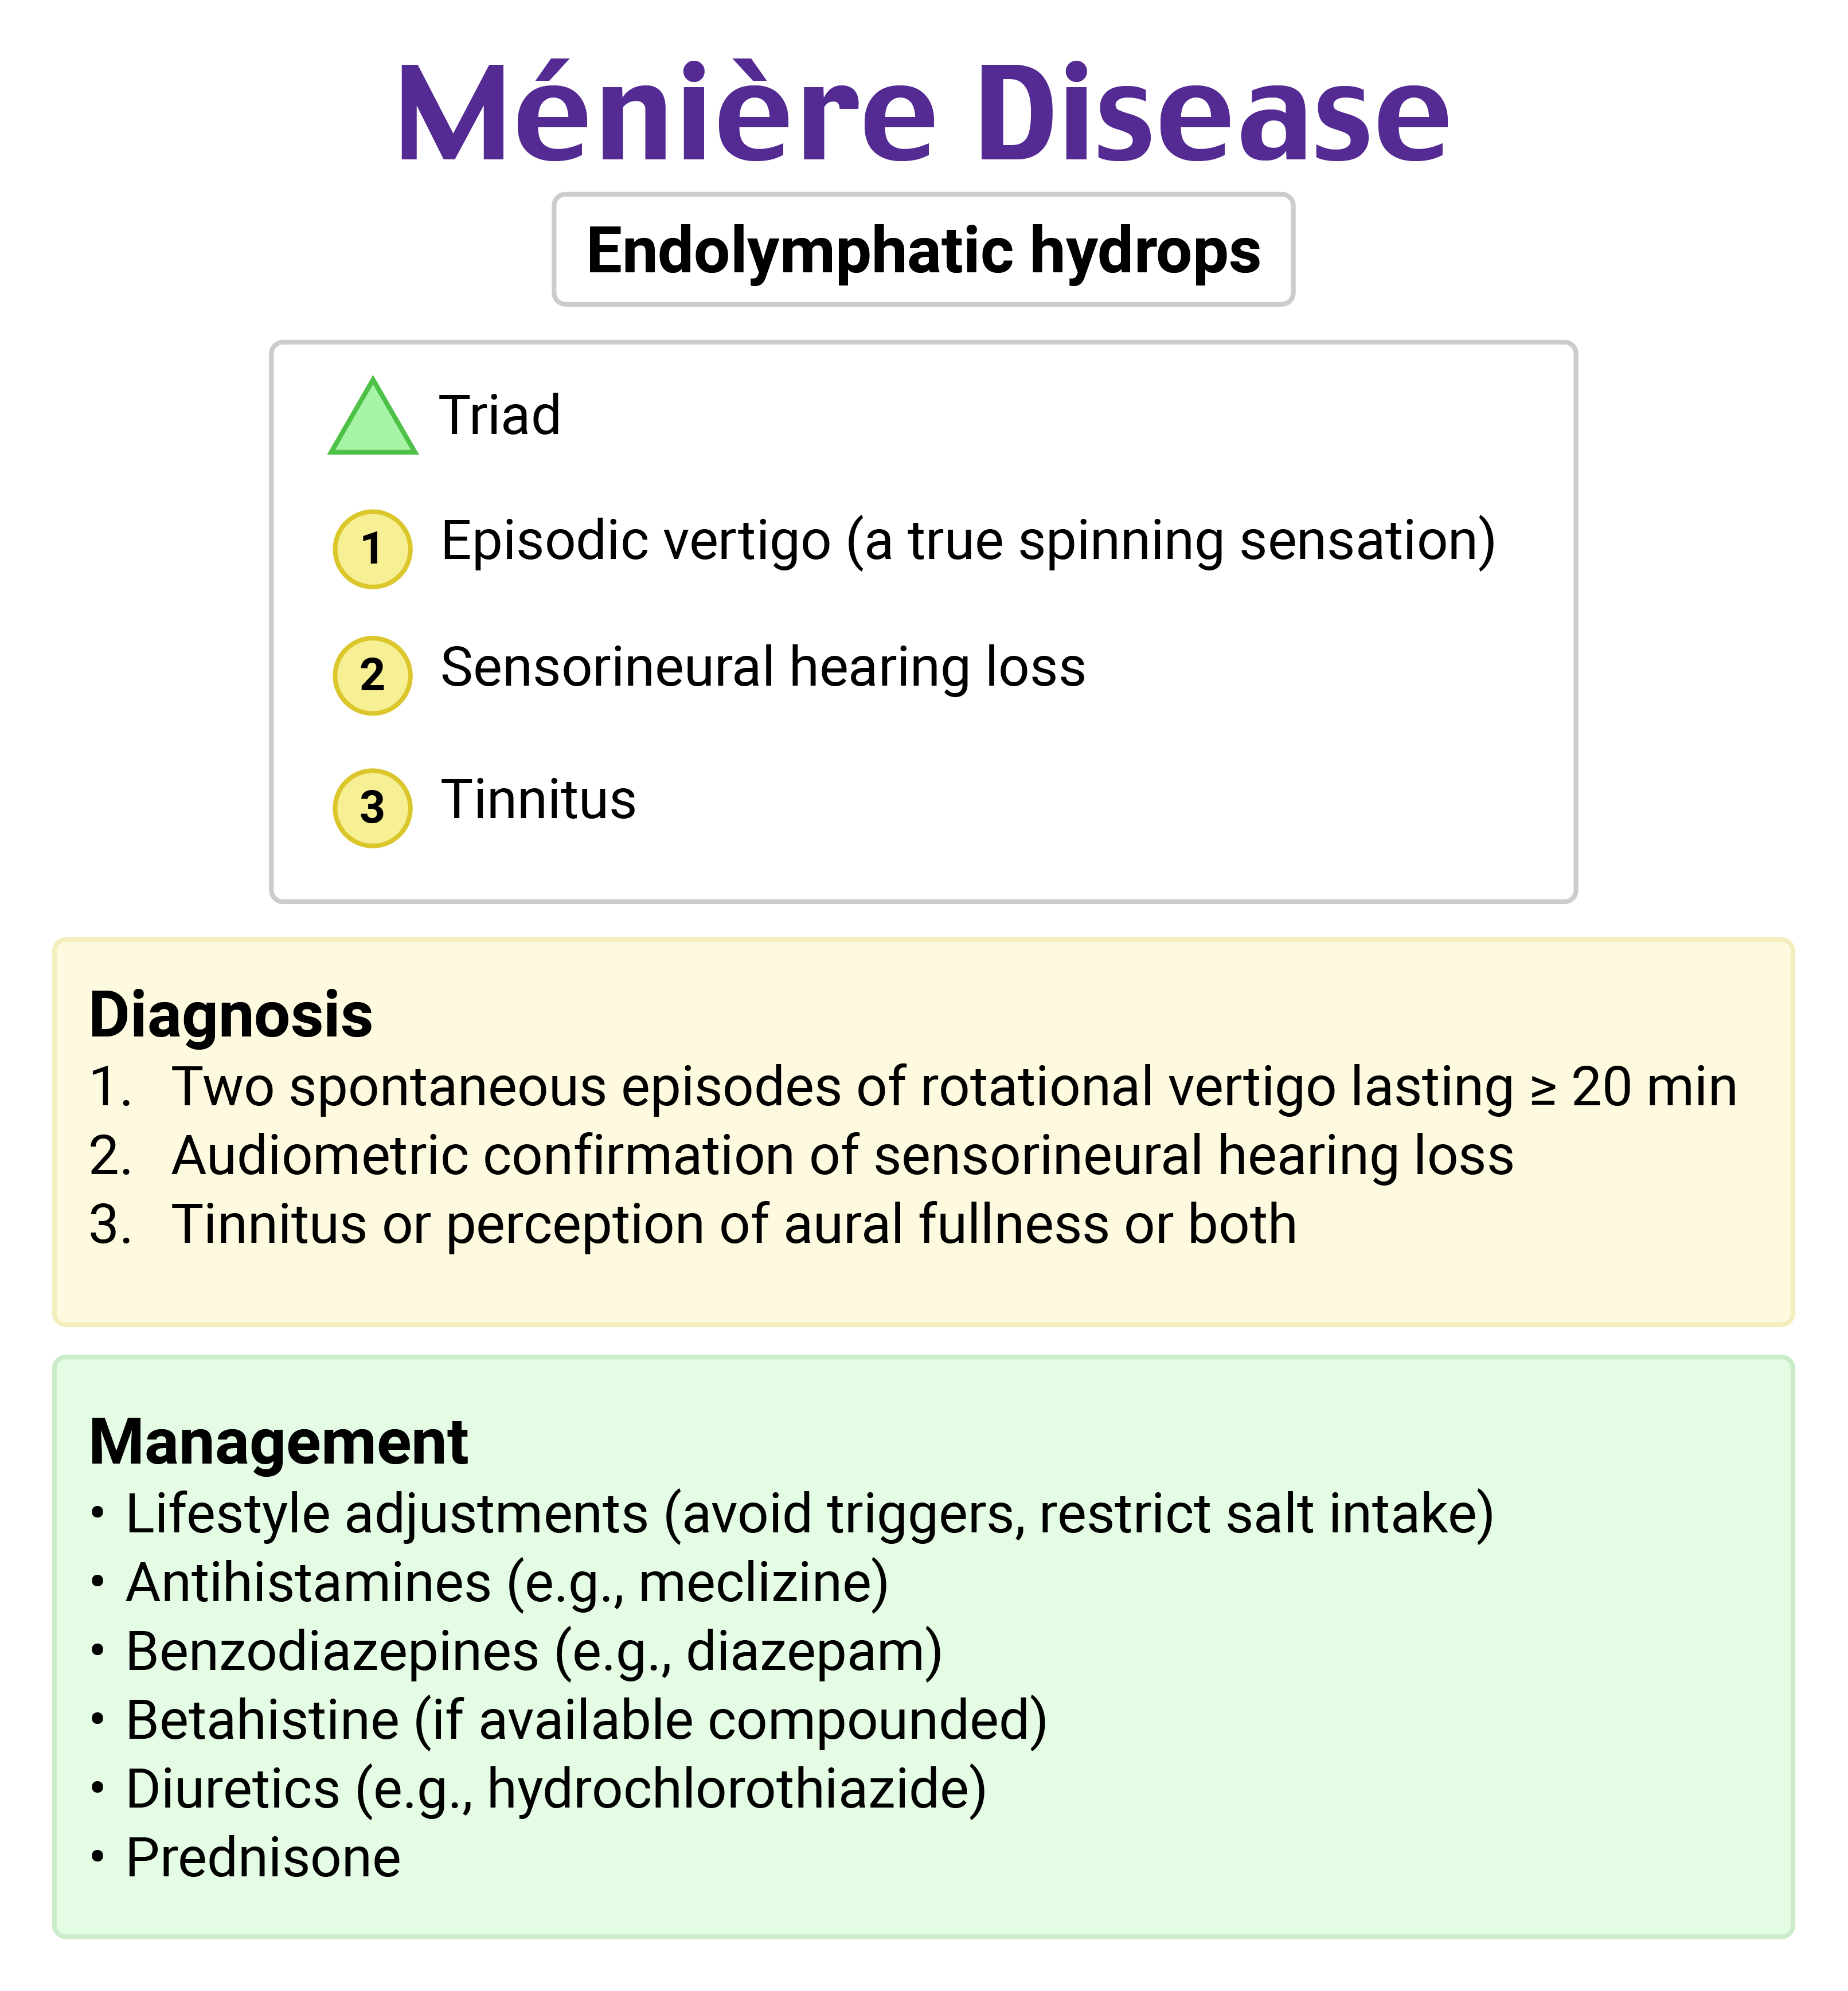 Ménière Disease
Endolymphatic hydrops
Triad
1 Episodic vertigo (a true spinning sensation)
2 Sensorineural hearing loss
3 Tinnitus
Diagnosis
1. Two spontaneous episodes of rotational vertigo lasting ≥ 20 min
2. Audiometric confirmation of sensorineural hearing loss
3. Tinnitus or perception of aural fullness or both
Management
• Lifestyle adjustments (avoid triggers, restrict salt intake)
• Antihistamines (e.g., meclizine)
• Benzodiazepines (e.g., diazepam)
• Betahistine (if available compounded)
• Diuretics (e.g., hydrochlorothiazide)
• Prednisone